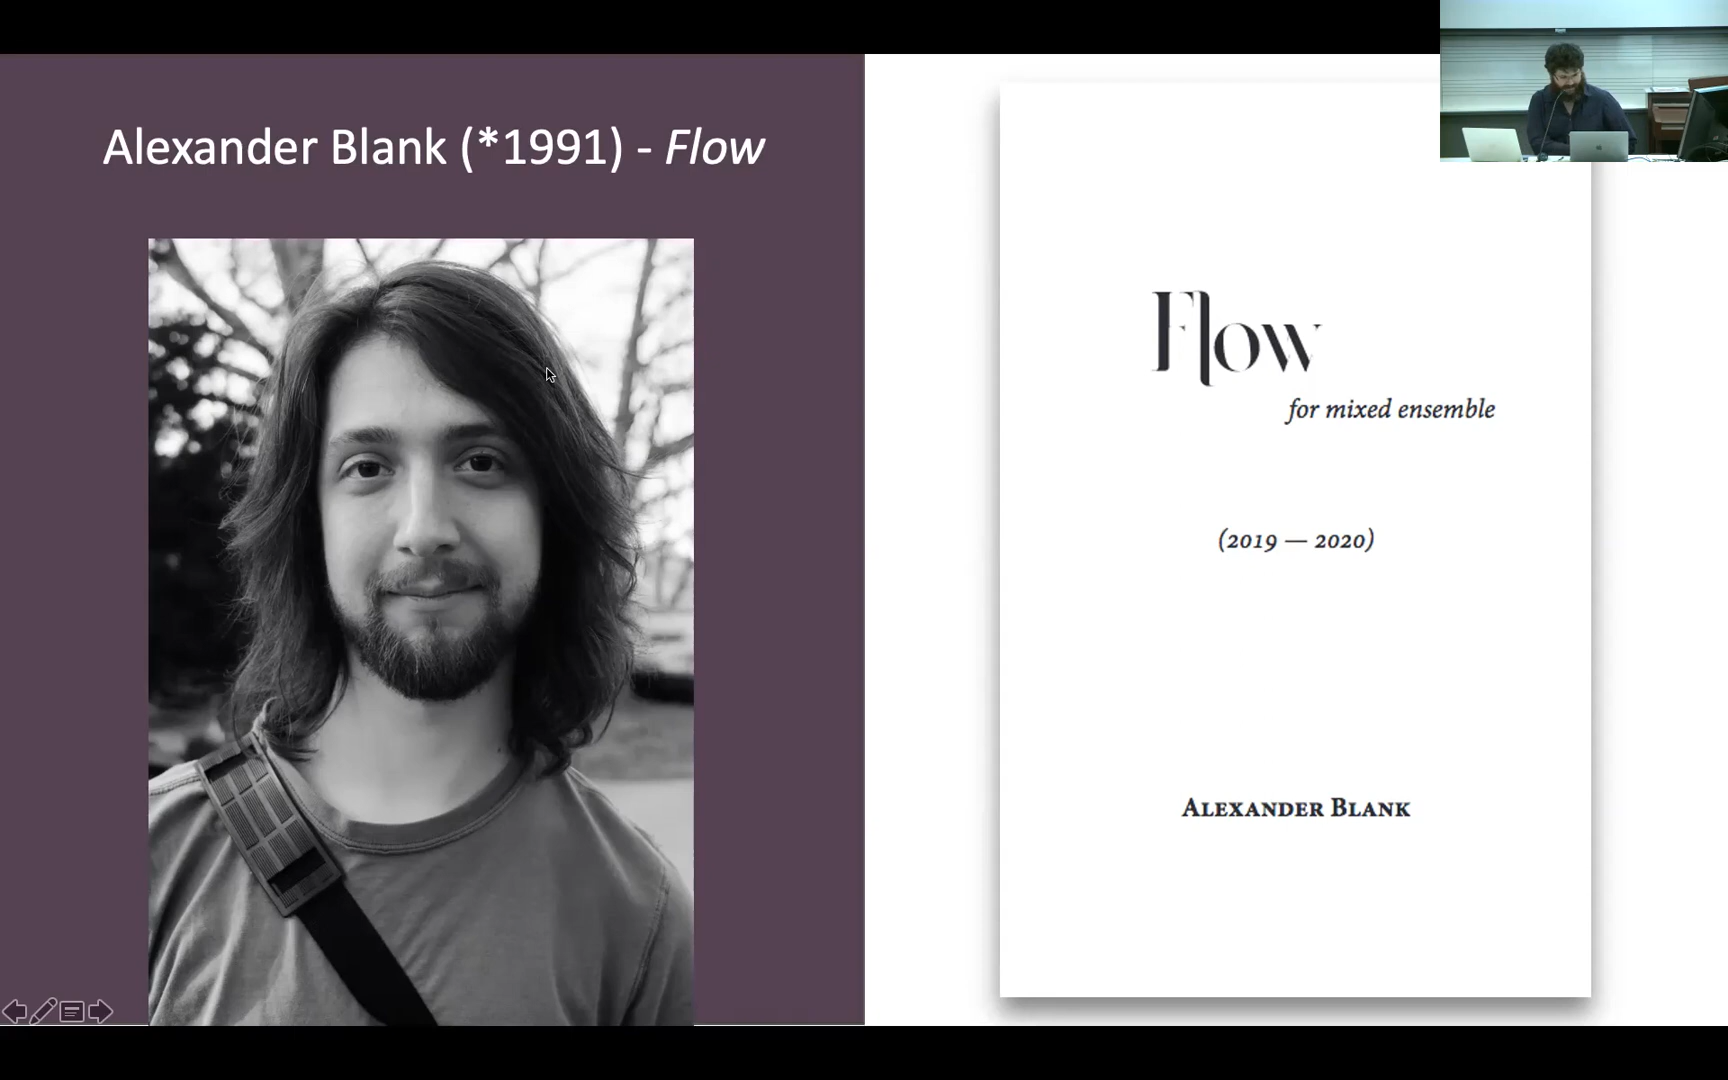 Alexander Blank (*1991) - Flow
Flow
for mixed ensemble
(2019 — 2020)
Alexander Blank